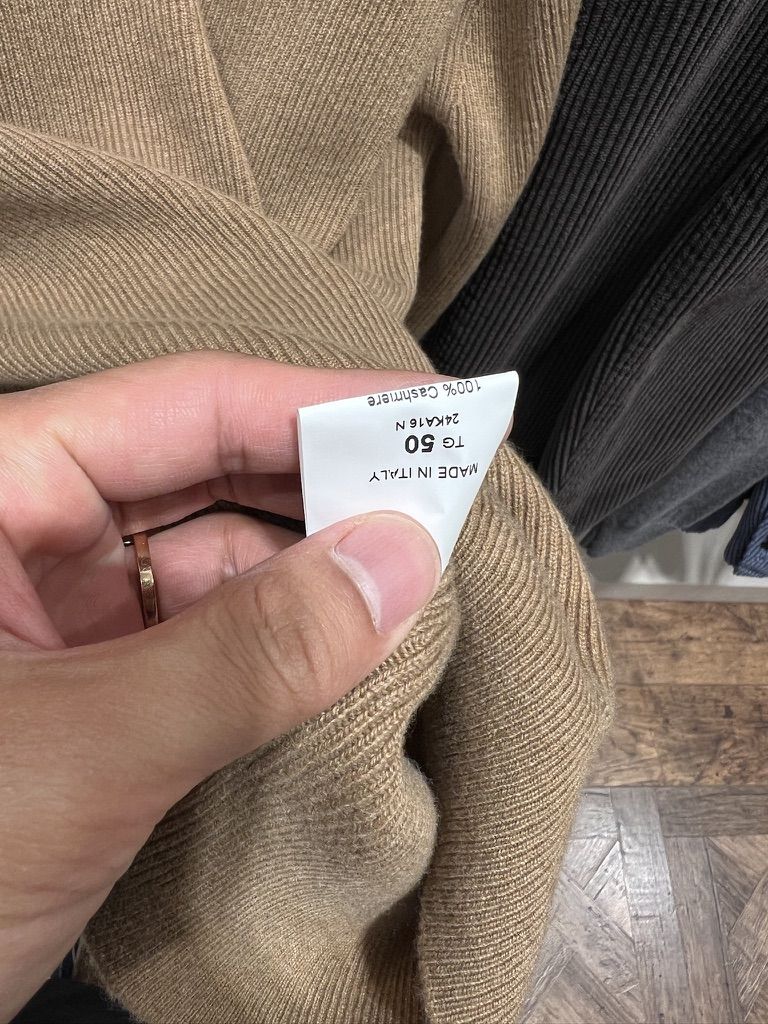 MADE IN ITALY
TG 50
24KA16 N
100% Cashmere